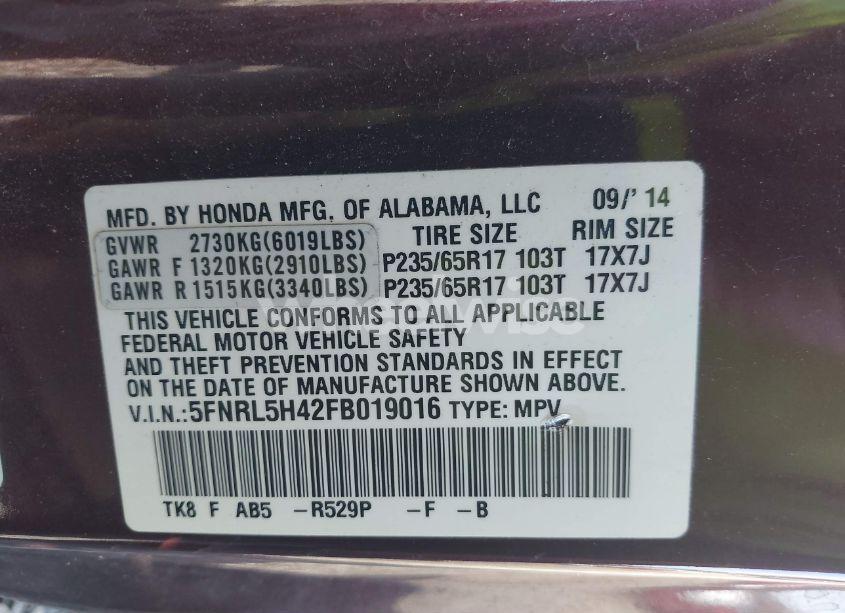 MFD. BY HONDA MFG. OF ALABAMA, LLC 09/' 14
TIRE SIZE RIM SIZE
GVWR 2730KG(6019LBS)
GAWR F 1320KG(2910LBS) P235/65R17 103T 17X7J
GAWR R 1515KG(3340LBS) P235/65R17 103T 17X7J
THIS VEHICLE CONFORMS TO ALL APPLICABLE
FEDERAL MOTOR VEHICLE SAFETY
AND THEFT PREVENTION STANDARDS IN EFFECT
ON THE DATE OF MANUFACTURE SHOWN ABOVE.
V.I.N.:5FNRL5H42FB019016 TYPE: MPV
TK8 F AB5 -R529P -F -B